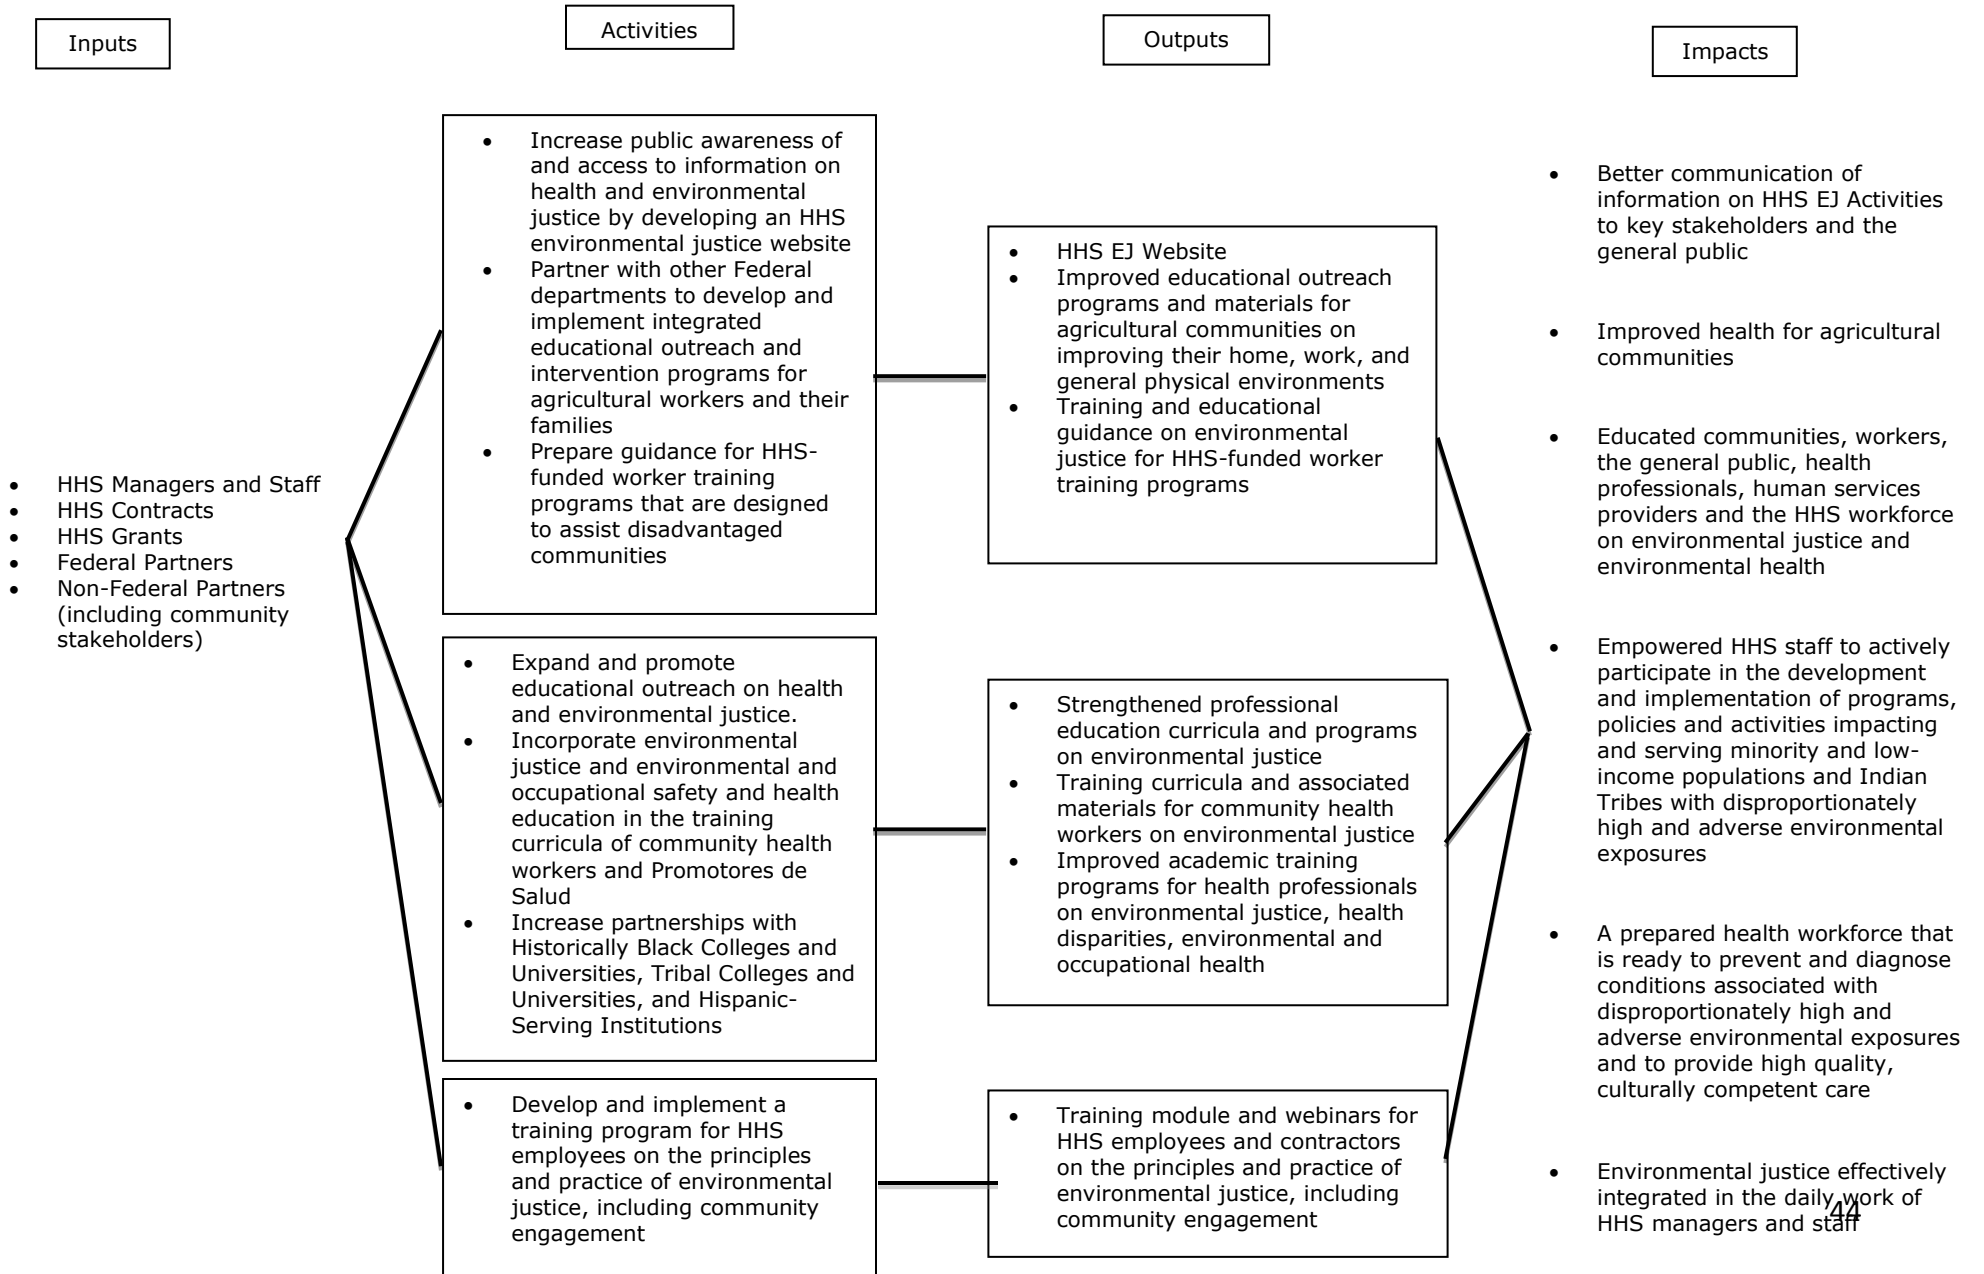 Inputs
Activities
Outputs
Impacts
• HHS Managers and Staff
• HHS Contracts
• HHS Grants
• Federal Partners
• Non-Federal Partners
(including community
stakeholders)
• Increase public awareness of
and access to information on
health and environmental
justice by developing an HHS
environmental justice website
• Partner with other Federal
departments to develop and
implement integrated
educational outreach and
intervention programs for
agricultural workers and their
families
• Prepare guidance for HHS-
funded worker training
programs that are designed
to assist disadvantaged
communities
• Expand and promote
educational outreach on health
and environmental justice.
• Incorporate environmental
justice and environmental and
occupational safety and health
education in the training
curricula of community health
workers and Promotores de
Salud
• Increase partnerships with
Historically Black Colleges and
Universities, Tribal Colleges and
Universities, and Hispanic-
Serving Institutions
• Develop and implement a
training program for HHS
employees on the principles
and practice of environmental
justice, including community
engagement
• HHS EJ Website
• Improved educational outreach
programs and materials for
agricultural communities on
improving their home, work, and
general physical environments
• Training and educational
guidance on environmental
justice for HHS-funded worker
training programs
• Strengthened professional
education curricula and programs
on environmental justice
• Training curricula and associated
materials for community health
workers on environmental justice
• Improved academic training
programs for health professionals
on environmental justice, health
disparities, environmental and
occupational health
• Training module and webinars for
HHS employees and contractors
on the principles and practice of
environmental justice, including
community engagement
• Better communication of
information on HHS EJ Activities
to key stakeholders and the
general public
• Improved health for agricultural
communities
• Educated communities, workers,
the general public, health
professionals, human services
providers and the HHS workforce
on environmental justice and
environmental health
• Empowered HHS staff to actively
participate in the development
and implementation of programs,
policies and activities impacting
and serving minority and low-
income populations and Indian
Tribes with disproportionately
high and adverse environmental
exposures
• A prepared health workforce that
is ready to prevent and diagnose
conditions associated with
disproportionately high and
adverse environmental exposures
and to provide high quality,
culturally competent care
• Environmental justice effectively
integrated in the daily work of
HHS managers and staff
44